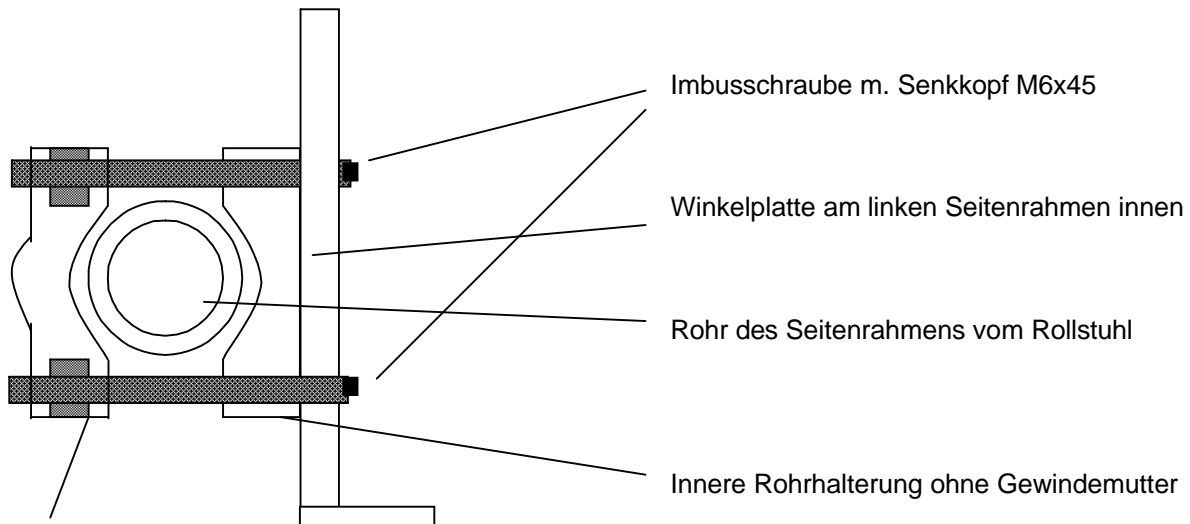 Imbusschraube m. Senkkopf M6x45
Winkelplatte am linken Seitenrahmen innen
Rohr des Seitenrahmens vom Rollstuhl
Innere Rohrhalterung ohne Gewindemutter